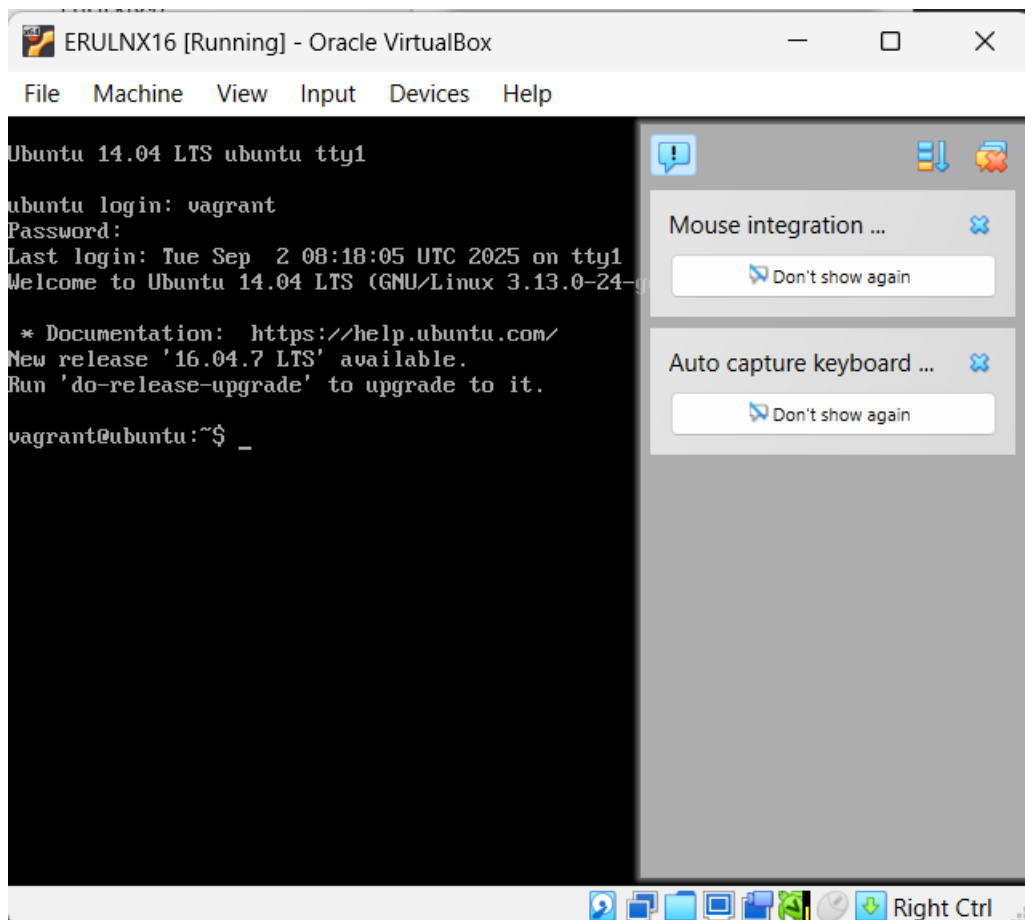 ERULNX16 [Running] - Oracle VirtualBox
File Machine View Input Devices Help
Ubuntu 14.04 LTS ubuntu tty1
ubuntu login: vagrant
Password:
Last login: Tue Sep  2 08:18:05 UTC 2025 on tty1
Welcome to Ubuntu 14.04 LTS (GNU/Linux 3.13.0-24-g
 * Documentation:  https://help.ubuntu.com/
New release '16.04.7 LTS' available.
Run 'do-release-upgrade' to upgrade to it.
vagrant@ubuntu:~$ _
Mouse integration ...
Don't show again
Auto capture keyboard ...
Don't show again
Right Ctrl